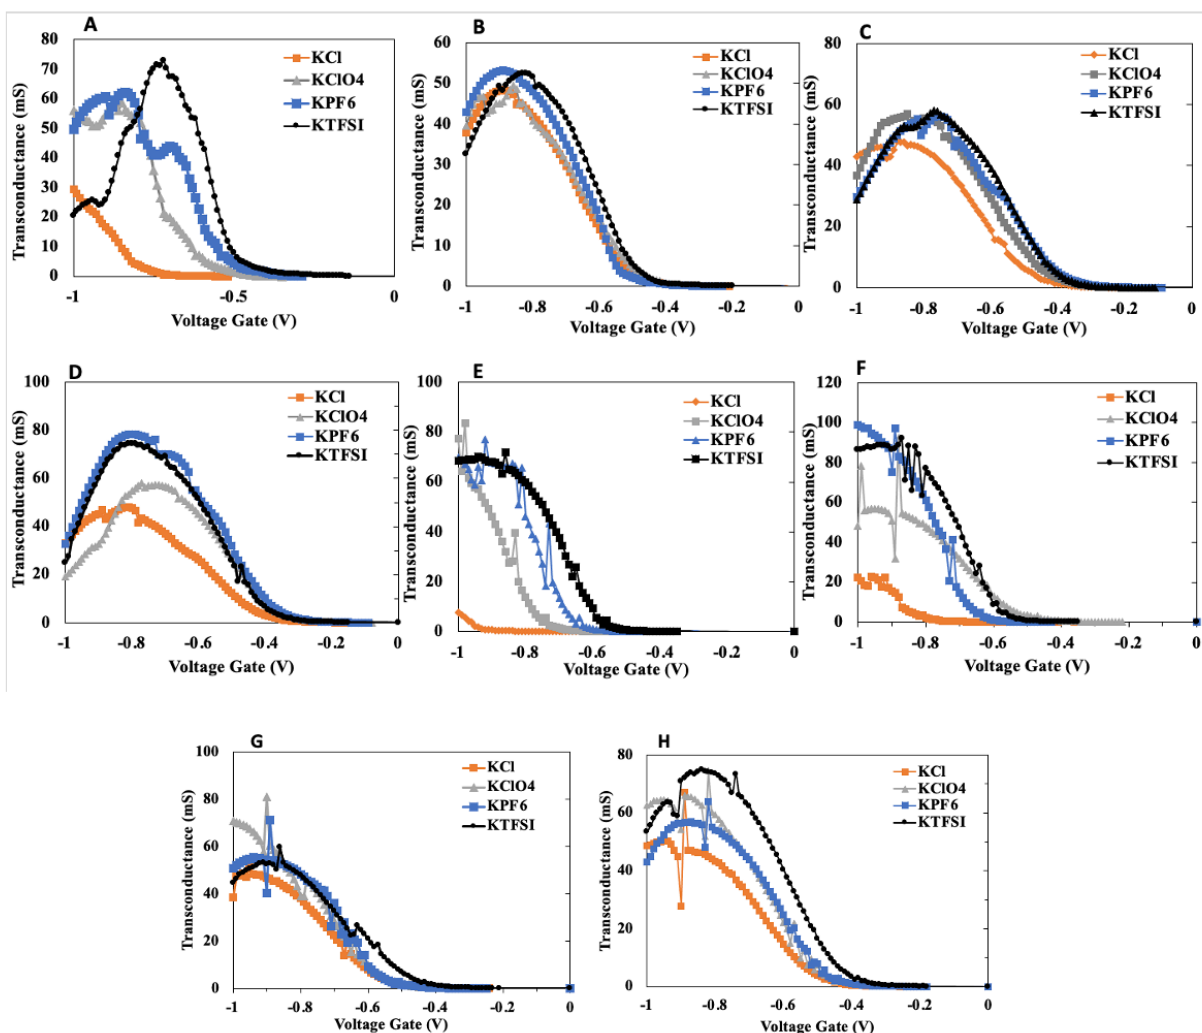 A
Transconductance (mS)
80
70
60
50
40
30
20
10
0
KCl
KClO4
KPF6
KTFSI
-1
-0.5
0
Voltage Gate (V)
B
Transconductance (mS)
60
50
40
30
20
10
0
KCl
KClO4
KPF6
KTFSI
-1
-0.8
-0.6
-0.4
-0.2
0
Voltage Gate (V)
C
Transconductance (mS)
80
60
40
20
0
KCl
KClO4
KPF6
KTFSI
-1
-0.8
-0.6
-0.4
-0.2
0
Voltage Gate (V)
D
Transconductance (mS)
100
80
60
40
20
0
KCl
KClO4
KPF6
KTFSI
-1
-0.8
-0.6
-0.4
-0.2
0
Voltage Gate (V)
E
Transconductance (mS)
100
80
60
40
20
0
KCl
KClO4
KPF6
KTFSI
-1
-0.8
-0.6
-0.4
-0.2
0
Voltage Gate (V)
F
Transconductance (mS)
120
100
80
60
40
20
0
KCl
KClO4
KPF6
KTFSI
-1
-0.8
-0.6
-0.4
-0.2
0
Voltage Gate (V)
G
Transconductance (mS)
100
80
60
40
20
0
KCl
KClO4
KPF6
KTFSI
-1
-0.8
-0.6
-0.4
-0.2
0
Voltage Gate (V)
H
Transconductance (mS)
80
60
40
20
0
KCl
KClO4
KPF6
KTFSI
-1
-0.8
-0.6
-0.4
-0.2
0
Voltage Gate (V)